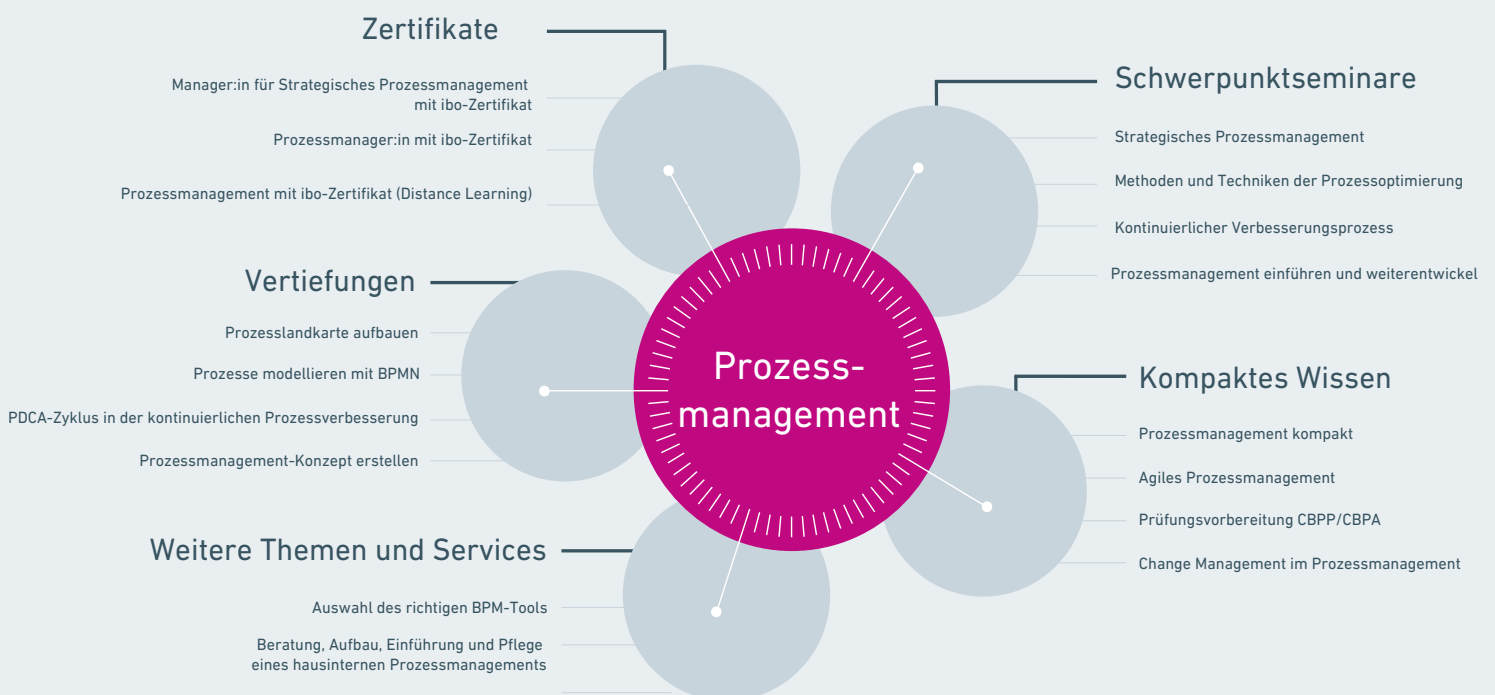 Zertifikate
Manager:in für Strategisches Prozessmanagement
mit ibo-Zertifikat
Prozessmanager:in mit ibo-Zertifikat
Prozessmanagement mit ibo-Zertifikat (Distance Learning)
Schwerpunktseminare
Strategisches Prozessmanagement
Methoden und Techniken der Prozessoptimierung
Kontinuierlicher Verbesserungsprozess
Prozessmanagement einführen und weiterentwickel
Vertiefungen
Prozesslandkarte aufbauen
Prozesse modellieren mit BPMN
PDCA-Zyklus in der kontinuierlichen Prozessverbesserung
Prozessmanagement-Konzept erstellen
Prozess-
management
Kompaktes Wissen
Prozessmanagement kompakt
Agiles Prozessmanagement
Prüfungsvorbereitung CBPP/CBPA
Change Management im Prozessmanagement
Weitere Themen und Services
Auswahl des richtigen BPM-Tools
Beratung, Aufbau, Einführung und Pflege
eines hausinternen Prozessmanagements